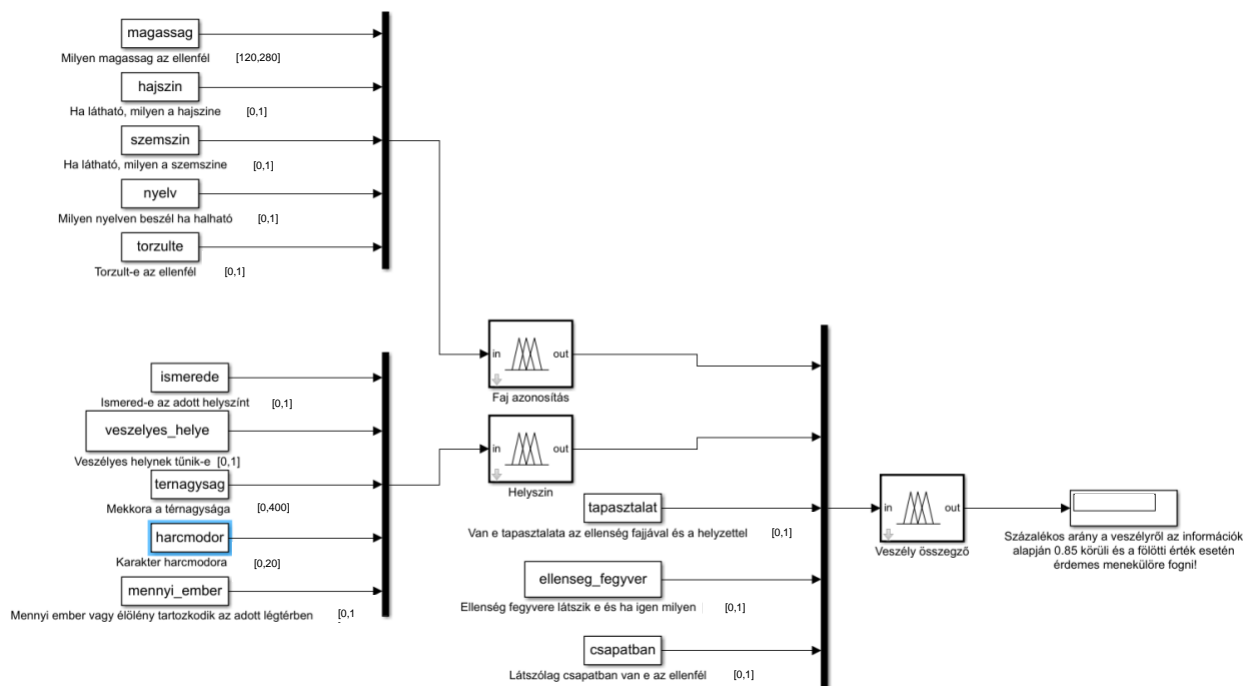 magassag
Milyen magassag az ellenfél [120,280]
hajszin
Ha látható, milyen a hajszine [0,1]
szemszin
Ha látható, milyen a szemszine [0,1]
nyelv
Milyen nyelven beszél ha halható [0,1]
torzulte
Torzult-e az ellenfél [0,1]
ismerede
Ismered-e az adott helyszínt [0,1]
veszelyes_helye
Veszélyes helynek tűnik-e [0,1]
ternagysag
Mekkora a térnagysága [0,400]
harcmodor
Karakter harcmodora [0,20]
mennyi_ember
Mennyi ember vagy élölény tartozkodik az adott légtérben [0,1
in out
Faj azonosítás
in out
Helyszin
tapasztalat
Van e tapasztalata az ellenség fajjával és a helyzettel [0,1]
ellenseg_fegyver
Ellenség fegyvere látszik e és ha igen milyen [0,1]
csapatban
Látszólag csapatban van e az ellenfél [0,1]
in out
Veszély összegző
Százalékos arány a veszélyről az információk
alapján 0.85 körüli és a fölötti érték esetén
érdemes menekülöre fogni!